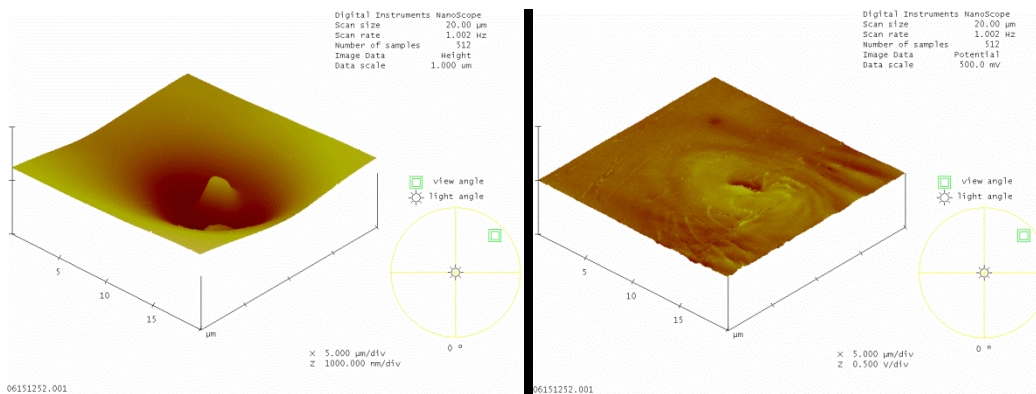 Digital Instruments NanoScope
Scan size 20.00 µm
Scan rate 1.002 Hz
Number of samples 512
Image Data Height
Data scale 1.000 um
view angle
light angle
5
10
15
µm
0 º
X 5.000 µm/div
Z 1000.000 nm/div
06151252.001
Digital Instruments NanoScope
Scan size 20.00 µm
Scan rate 1.002 Hz
Number of samples 512
Image Data Potential
Data scale 500.0 mV
view angle
light angle
5
10
15
µm
0 º
X 5.000 µm/div
Z 0.500 V/div
06151252.001